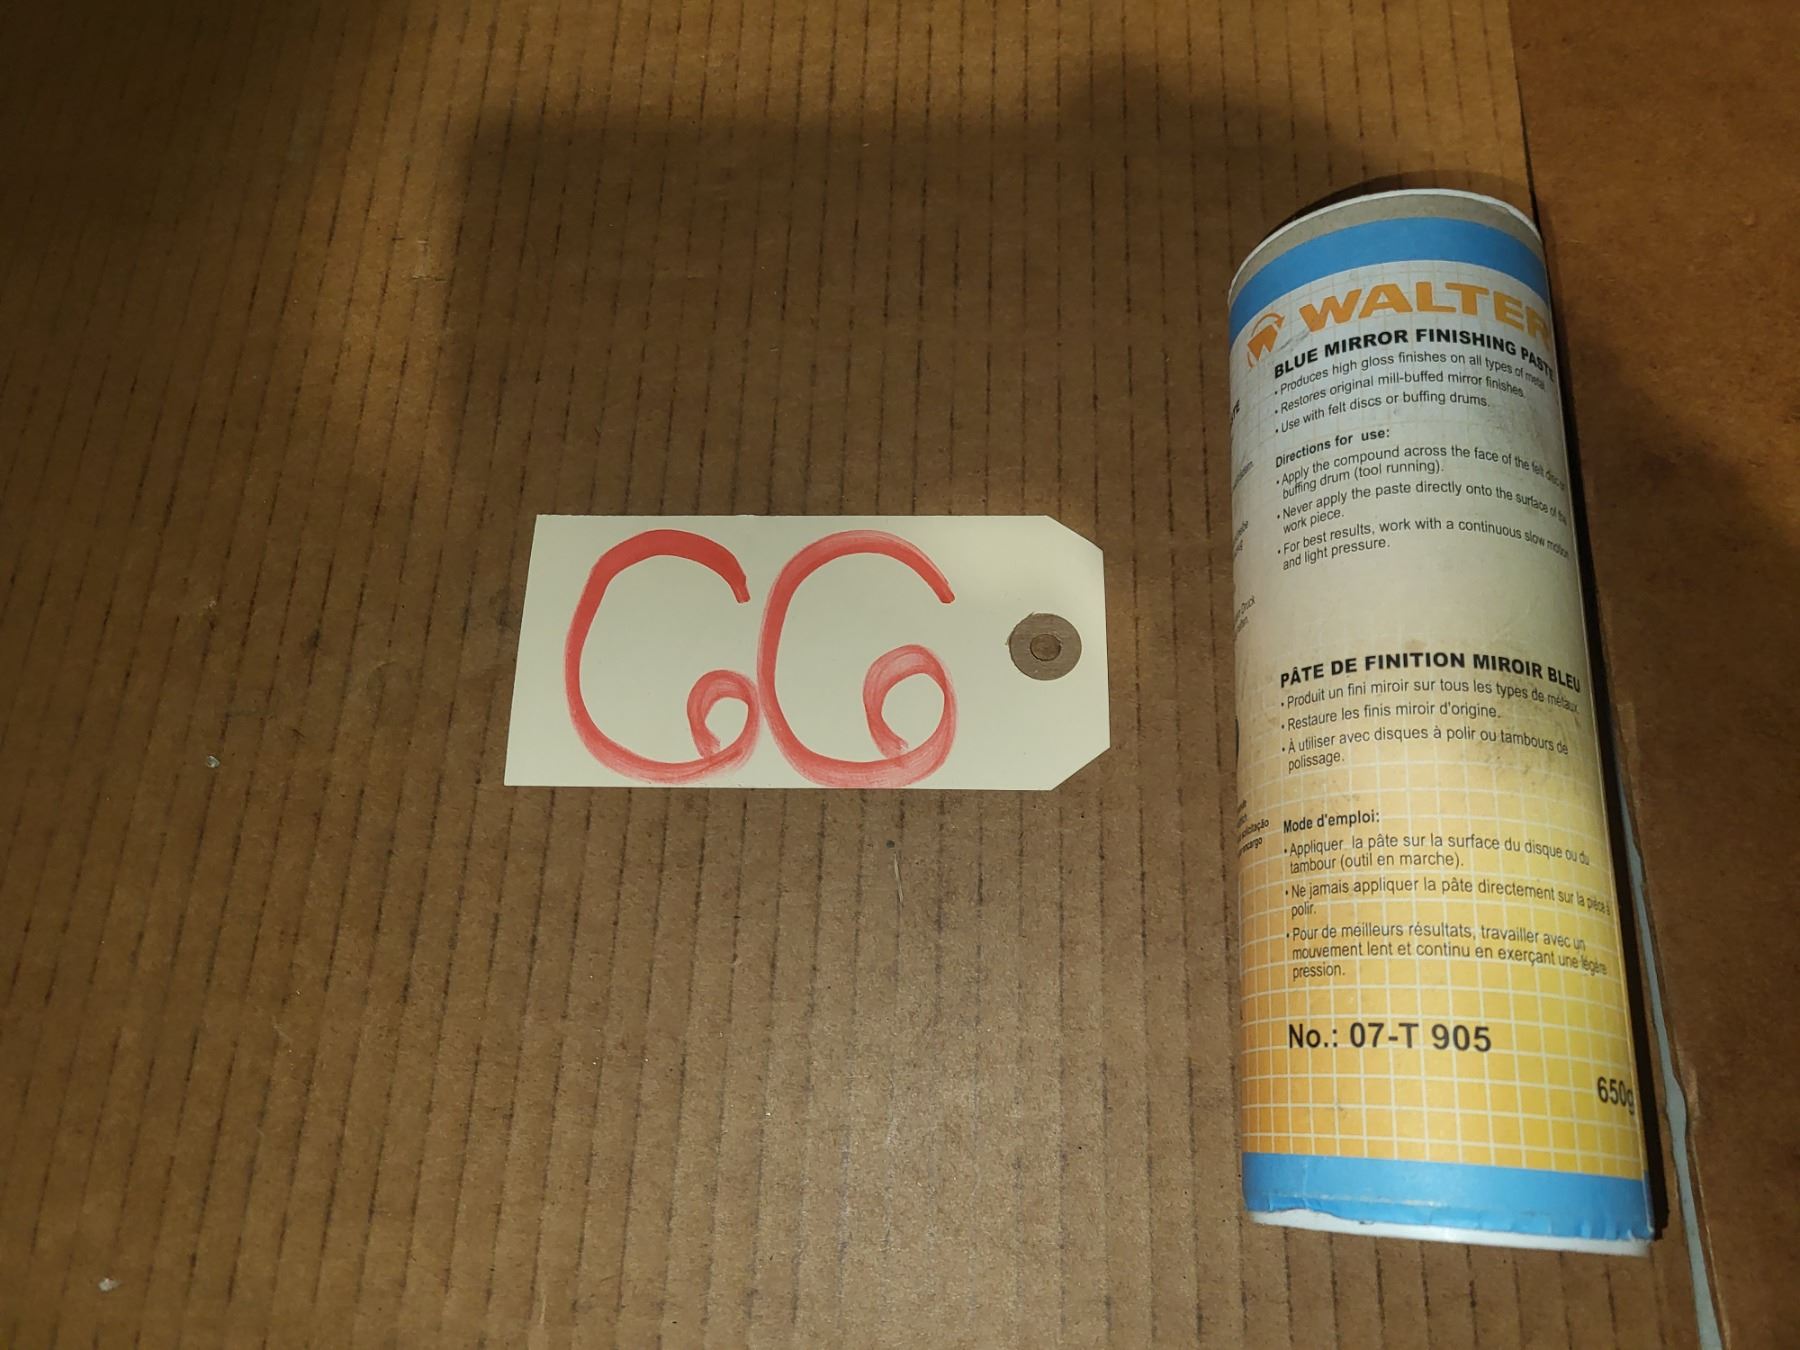 GG
WALTER
BLUE MIRROR FINISHING PASTE
• Produces high gloss finishes on all types of metal.
• Restores original mill-buffed mirror finishes.
• Use with felt discs or buffing drums.
Directions for use:
• Apply the compound across the face of the felt disc or
buffing drum (tool running).
• Never apply the paste directly onto the surface of the
work piece.
• For best results, work with a continuous slow motion
and light pressure.
PÂTE DE FINITION MIROIR BLEU
• Produit un fini miroir sur tous les types de métaux.
• Restaure les finis miroir d'origine.
• À utiliser avec disques à polir ou tambours de
polissage.
Mode d'emploi:
• Appliquer la pâte sur la surface du disque ou du
tambour (outil en marche).
• Ne jamais appliquer la pâte directement sur la pièce à
polir.
• Pour de meilleurs résultats, travailler avec un
mouvement lent et continu en exerçant une légère
pression.
No.: 07-T 905
650g